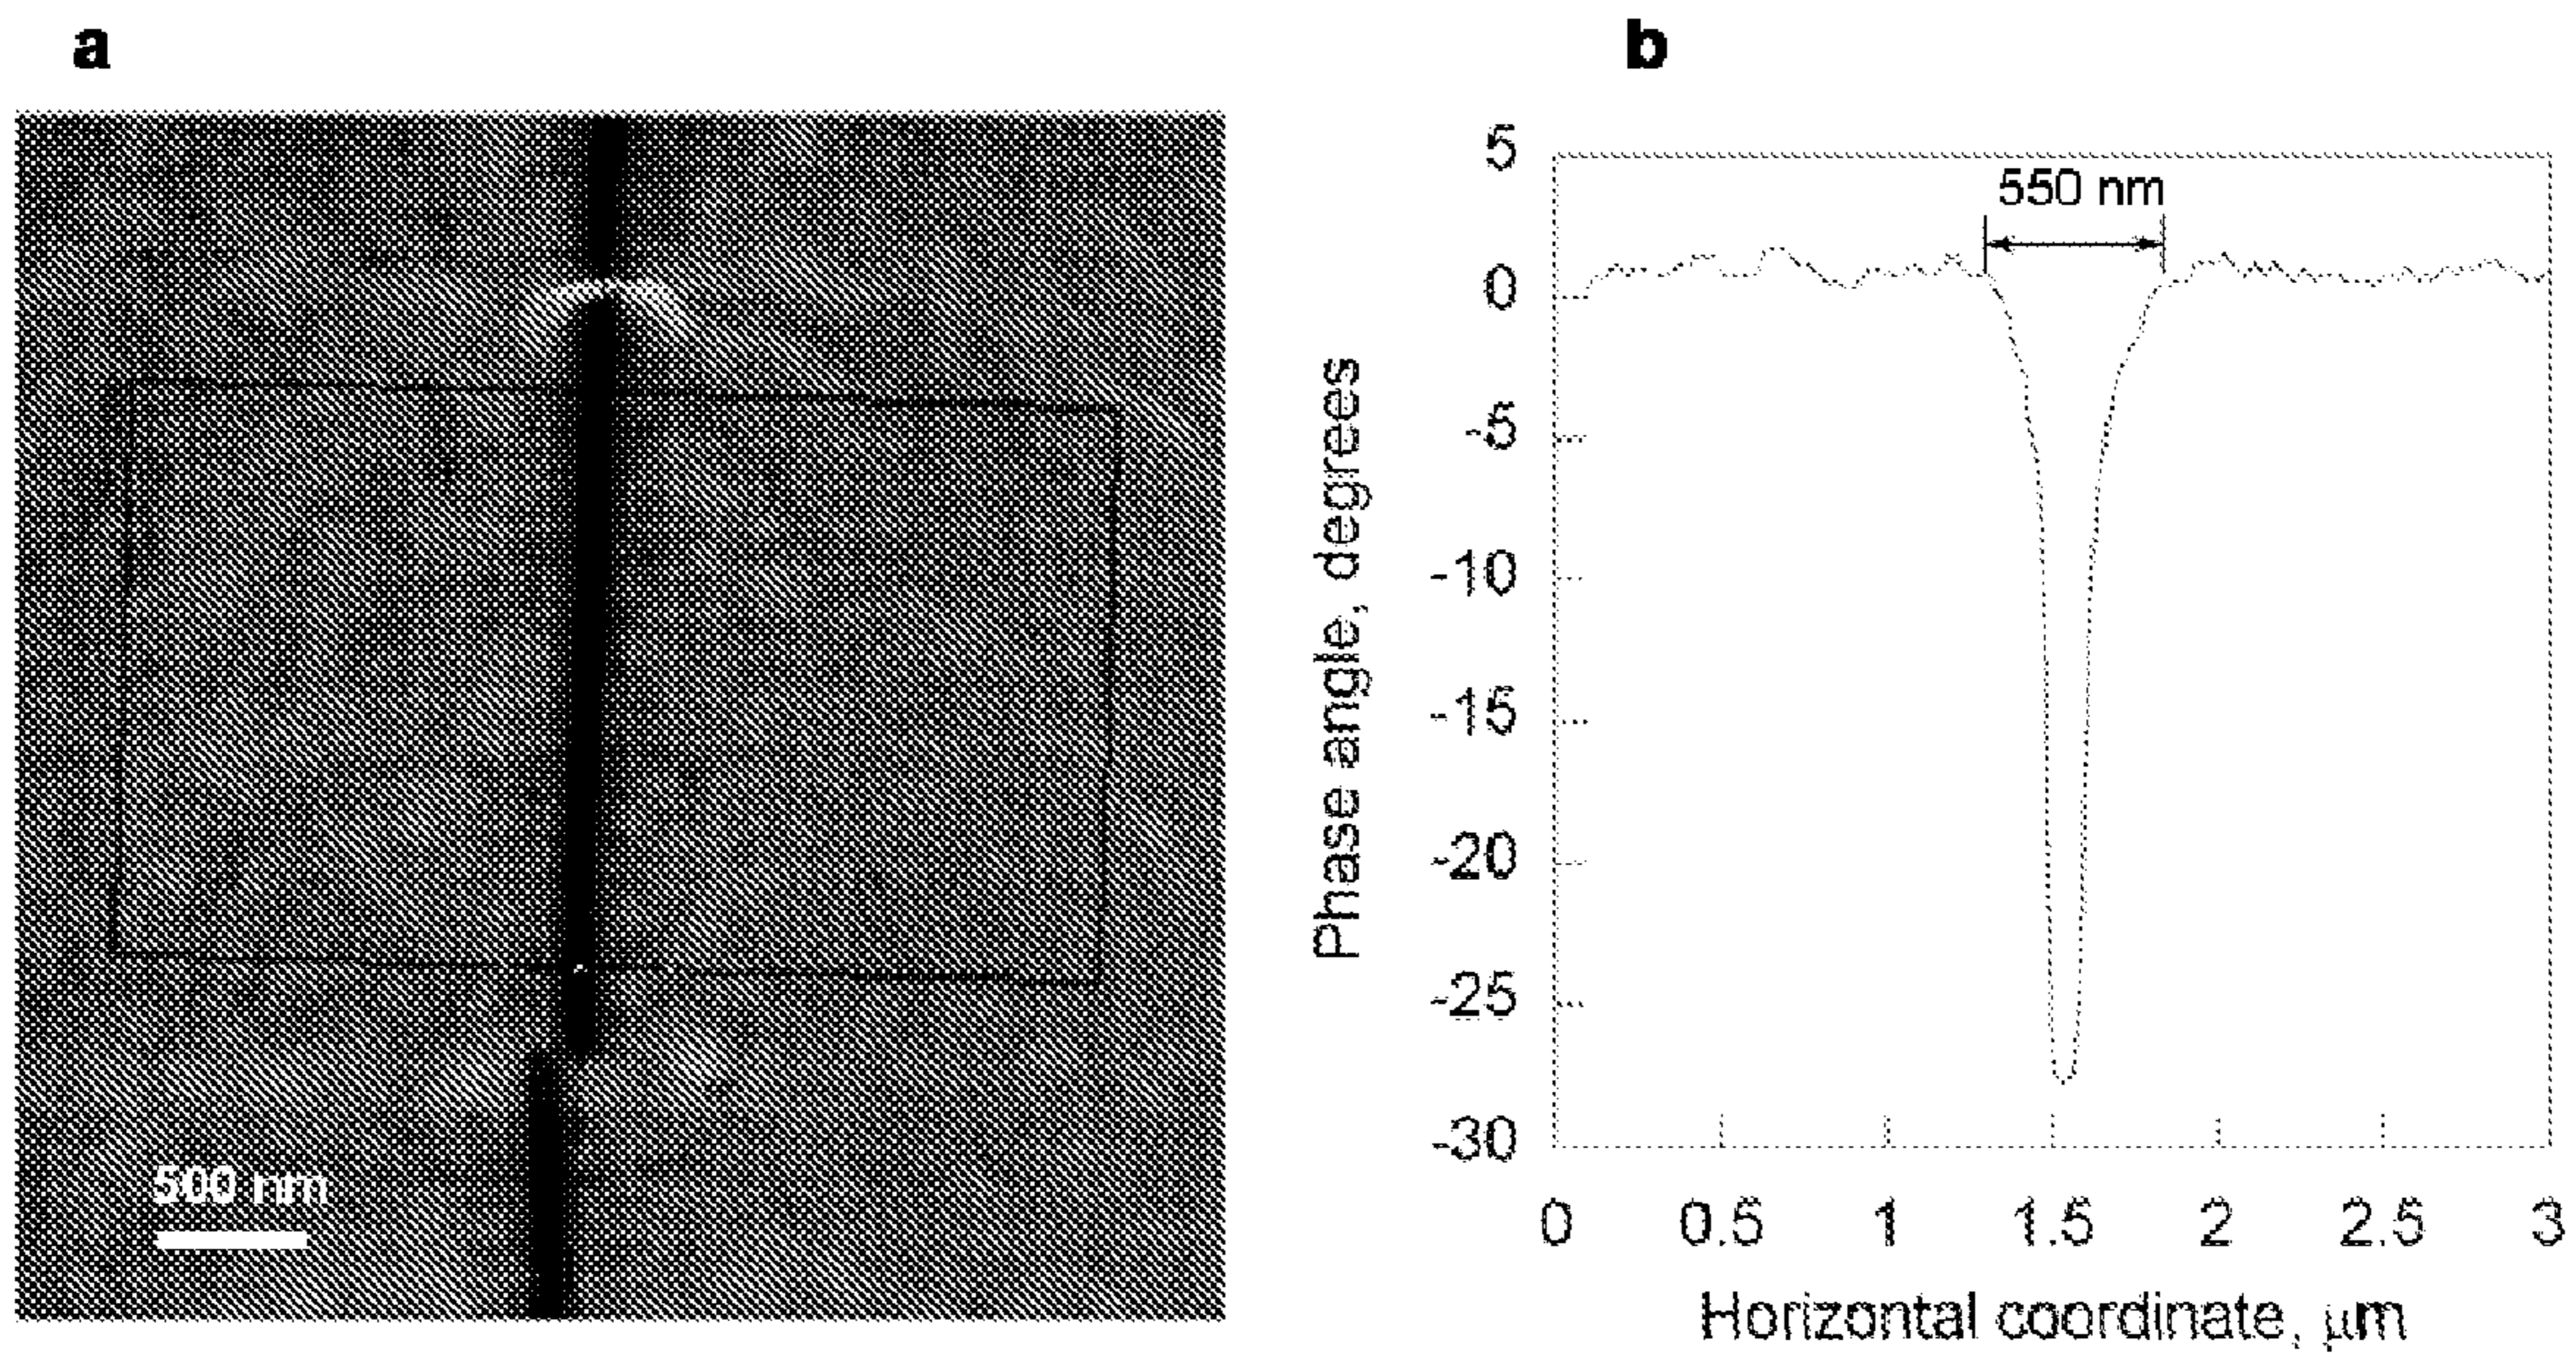 a
500 nm
b
5
0
-5
-10
-15
-20
-25
-30
Phase angle, degrees
550 nm
0 0.5 1 1.5 2 2.5 3
Horizontal coordinate, μm